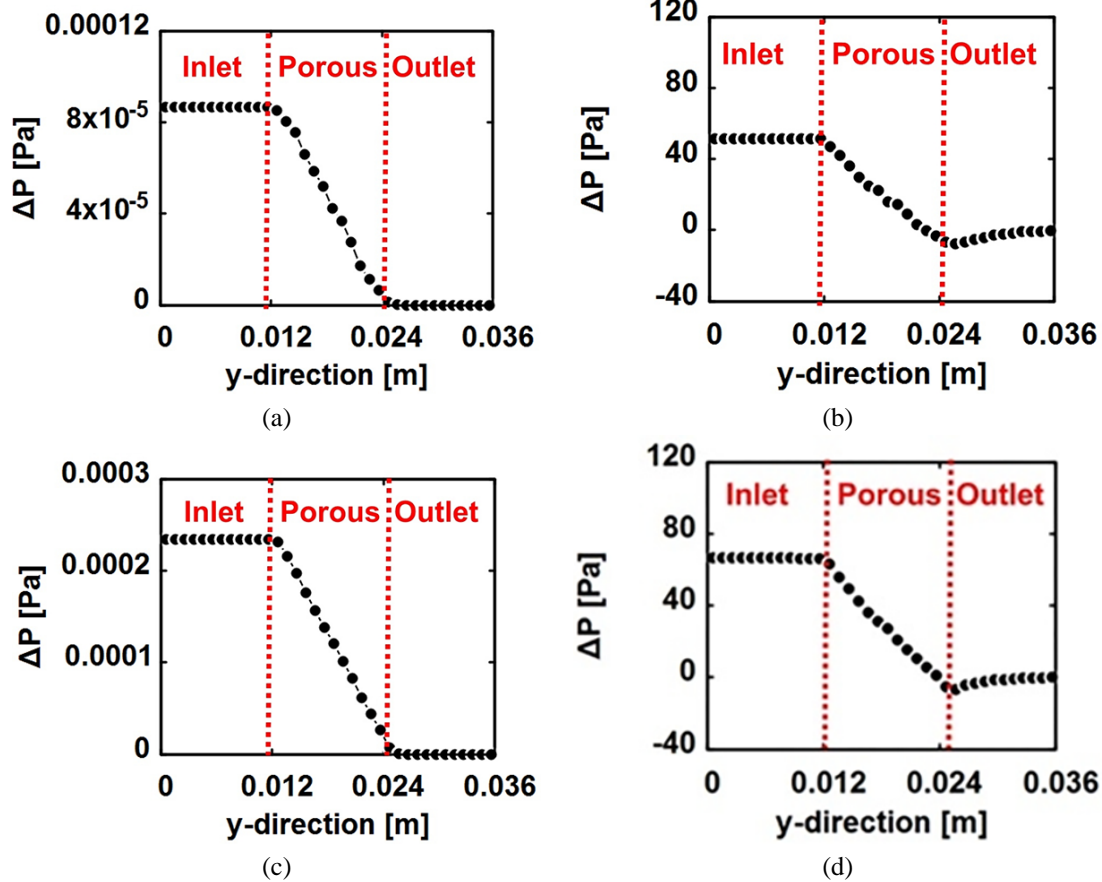 0.00012
8x10⁻⁵
4x10⁻⁵
0
ΔP [Pa]
Inlet Porous Outlet
0 0.012 0.024 0.036
y-direction [m]
(a)
120
80
40
0
-40
ΔP [Pa]
Inlet Porous Outlet
0 0.012 0.024 0.036
y-direction [m]
(b)
0.0003
0.0002
0.0001
0
ΔP [Pa]
Inlet Porous Outlet
0 0.012 0.024 0.036
y-direction [m]
(c)
120
80
40
0
-40
ΔP [Pa]
Inlet Porous Outlet
0 0.012 0.024 0.036
y-direction [m]
(d)